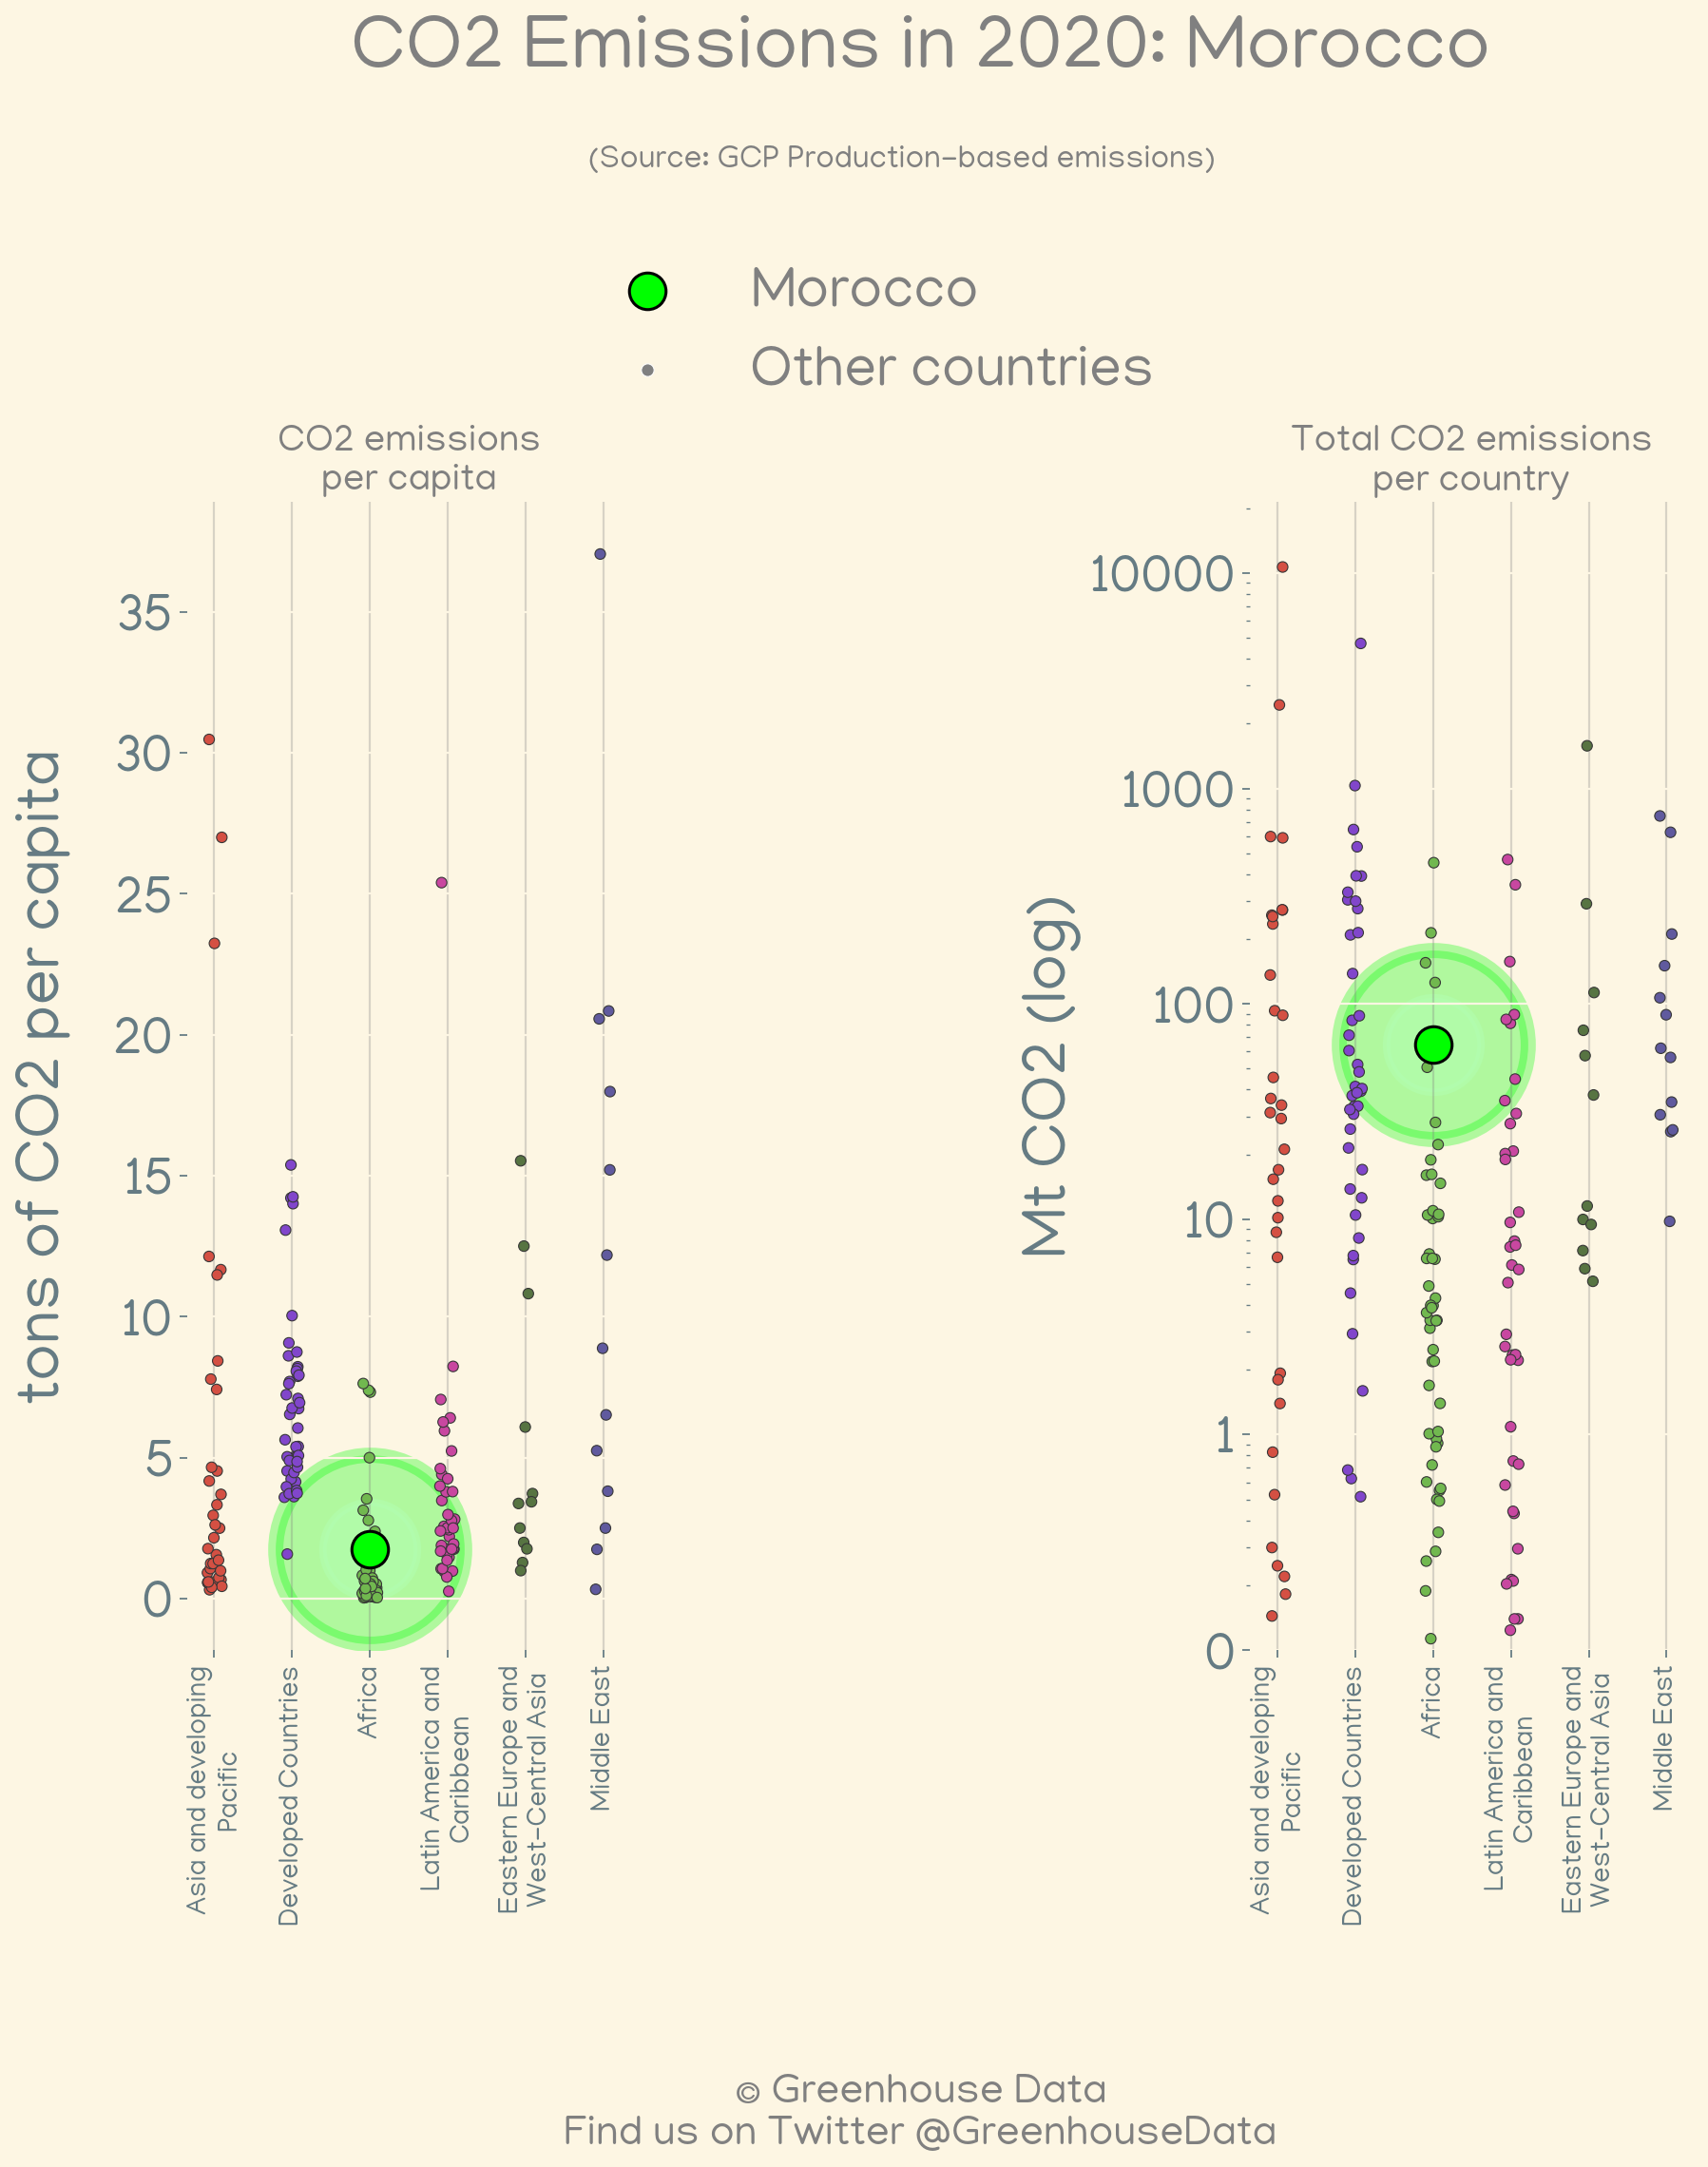 CO2 Emissions in 2020: Morocco
(Source: GCP Production-based emissions)
Morocco
Other countries
CO2 emissions
per capita
tons of CO2 per capita
35
30
25
20
15
10
5
0
Asia and developing
Pacific
Developed Countries
Africa
Latin America and
Caribbean
Eastern Europe and
West-Central Asia
Middle East
Total CO2 emissions
per country
Mt CO2 (log)
10000
1000
100
10
1
0
Asia and developing
Pacific
Developed Countries
Africa
Latin America and
Caribbean
Eastern Europe and
West-Central Asia
Middle East
© Greenhouse Data
Find us on Twitter @GreenhouseData